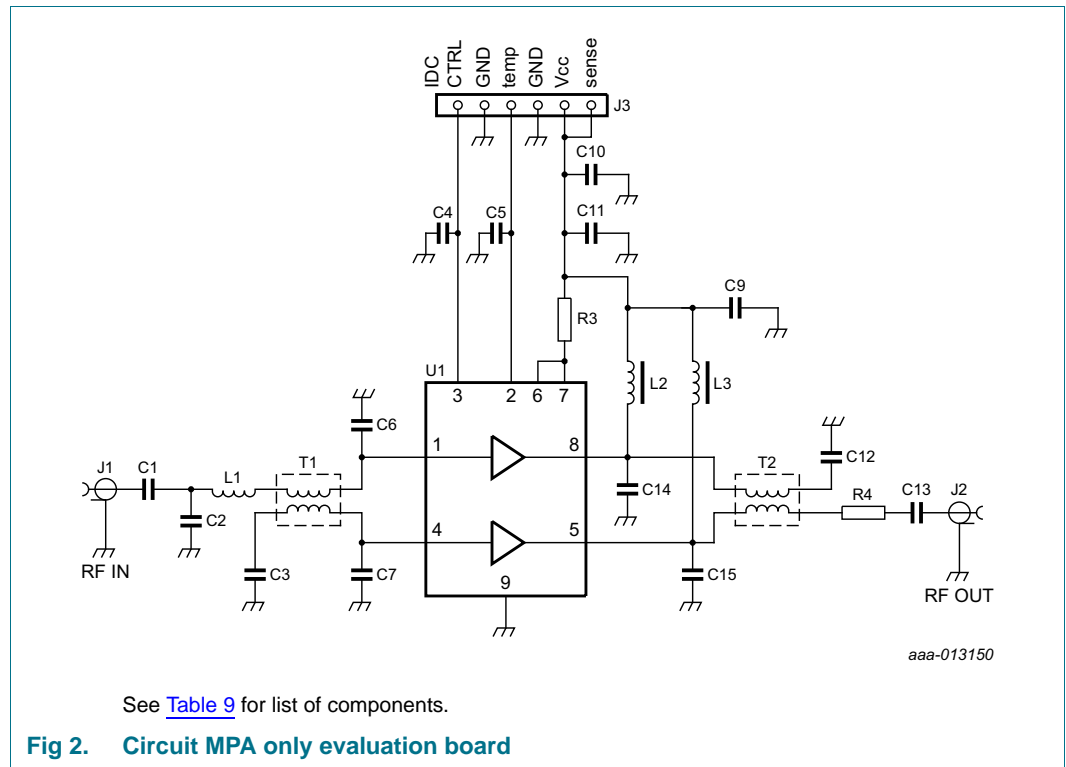 IDC
CTRL
GND
temp
GND
Vcc
sense
J3
C10
C4
C5
C11
C9
R3
U1
L2
L3
3
2
6
7
C6
1
8
C12
J1
C1
L1
T1
T2
C14
R4
C13
J2
C2
4
5
C3
C7
9
C15
RF IN
RF OUT
aaa-013150
See Table 9 for list of components.
Fig 2. Circuit MPA only evaluation board